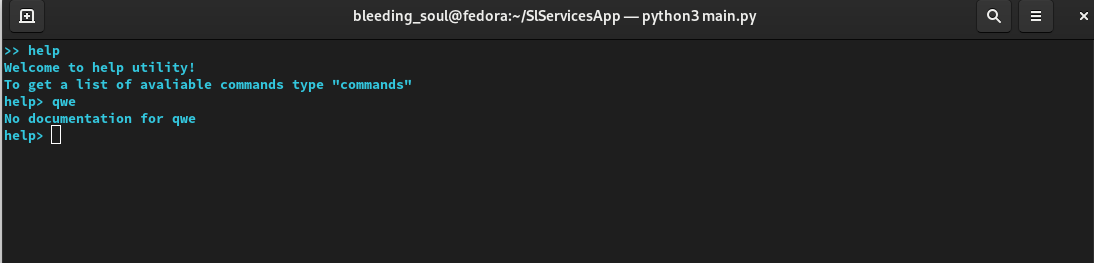 bleeding_soul@fedora:~/SlServicesApp — python3 main.py
>> help
Welcome to help utility!
To get a list of avaliable commands type "commands"
help> qwe
No documentation for qwe
help>